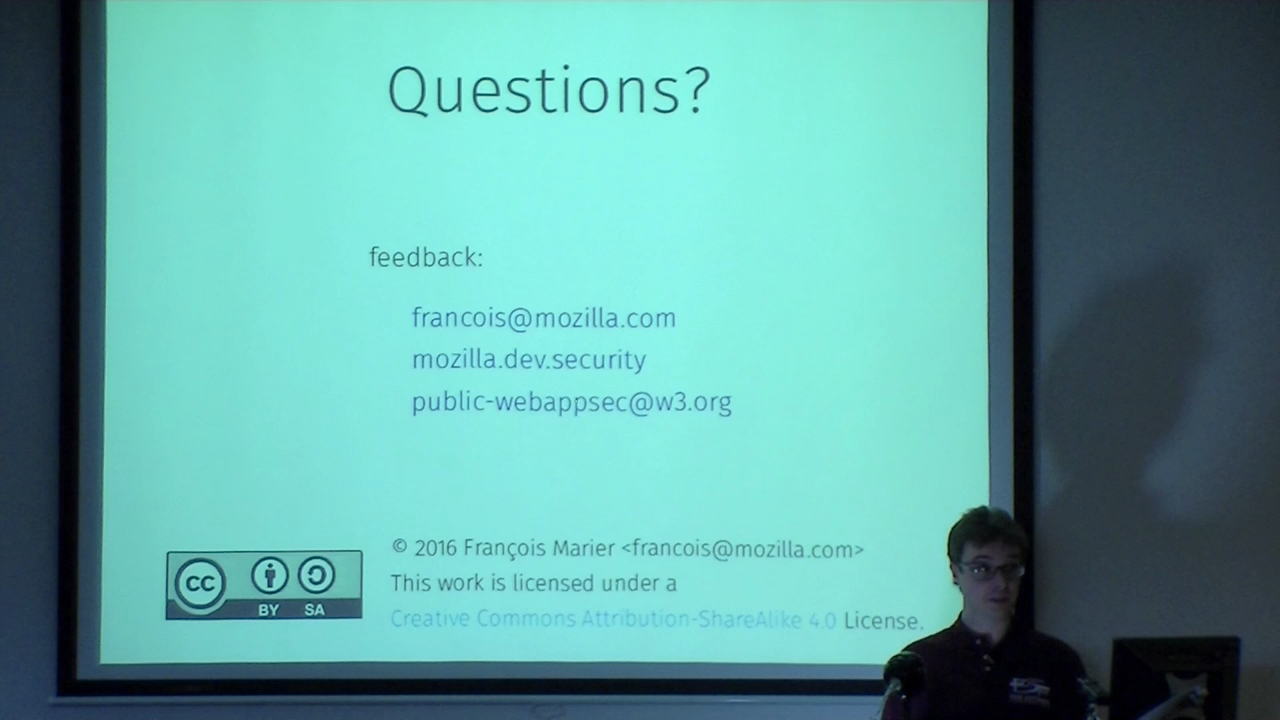 Questions?
feedback:
francois@mozilla.com
mozilla.dev.security
public-webappsec@w3.org
© 2016 François Marier <francois@mozilla.com>
This work is licensed under a
Creative Commons Attribution-ShareAlike 4.0 License.
CC
BY SA